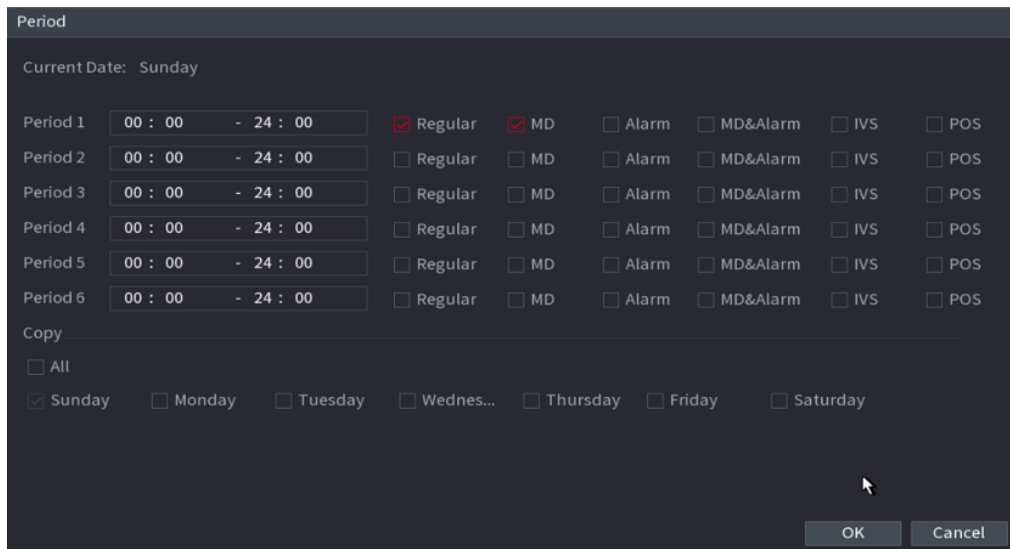 Period
Current Date: Sunday
Period 1 00 : 00 - 24 : 00 Regular MD Alarm MD&Alarm IVS POS
Period 2 00 : 00 - 24 : 00 Regular MD Alarm MD&Alarm IVS POS
Period 3 00 : 00 - 24 : 00 Regular MD Alarm MD&Alarm IVS POS
Period 4 00 : 00 - 24 : 00 Regular MD Alarm MD&Alarm IVS POS
Period 5 00 : 00 - 24 : 00 Regular MD Alarm MD&Alarm IVS POS
Period 6 00 : 00 - 24 : 00 Regular MD Alarm MD&Alarm IVS POS
Copy
All
Sunday Monday Tuesday Wednes... Thursday Friday Saturday
OK Cancel